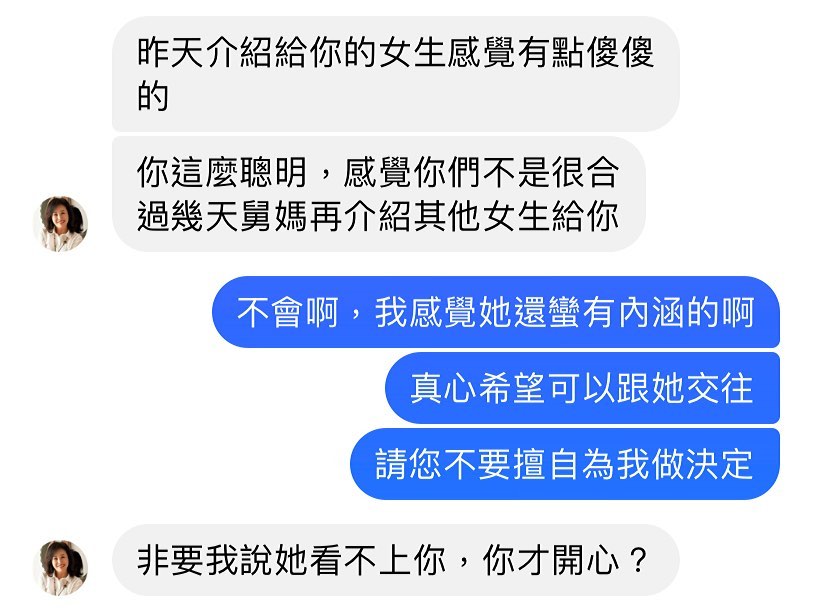 昨天介紹給你的女生感覺有點傻傻
的
你這麼聰明，感覺你們不是很合
過幾天舅媽再介紹其他女生給你
不會啊，我感覺她還蠻有內涵的啊
真心希望可以跟她交往
請您不要擅自為我做決定
非要我說她看不上你，你才開心？